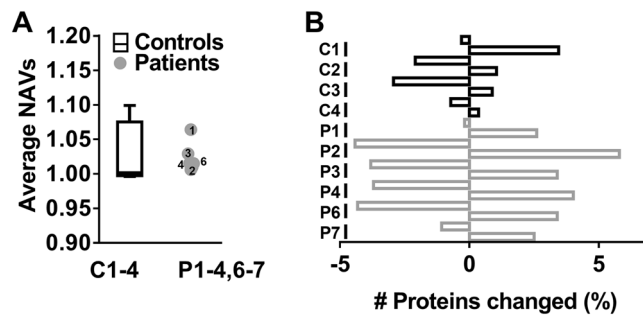 A
Average NAVs
1.20
1.15
1.10
1.05
1.00
0.95
0.90
Controls
Patients
1
3
4
6
2
C1-4
P1-4,6-7
B
C1
C2
C3
C4
P1
P2
P3
P4
P6
P7
-5
0
5
# Proteins changed (%)